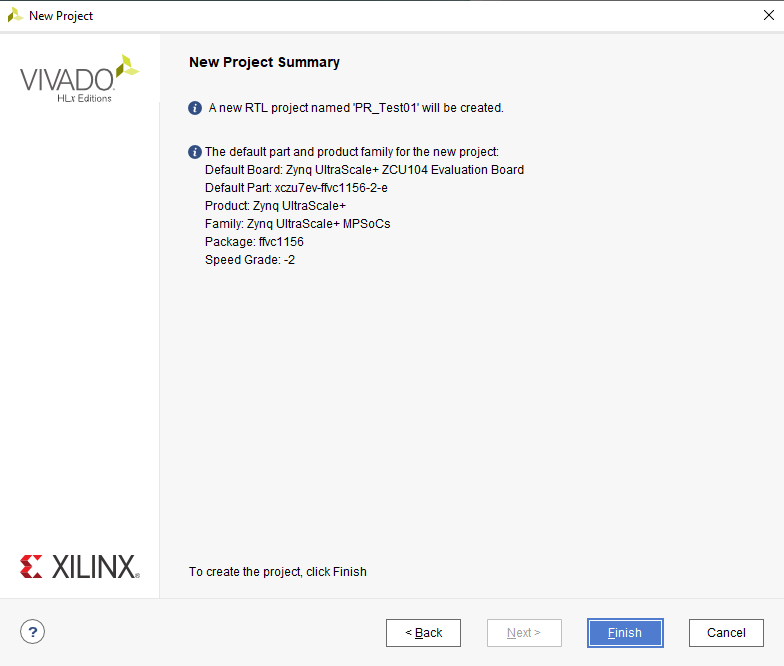 New Project
VIVADO
HLx Editions
New Project Summary
A new RTL project named 'PR_Test01' will be created.
The default part and product family for the new project:
Default Board: Zynq UltraScale+ ZCU104 Evaluation Board
Default Part: xczu7ev-ffvc1156-2-e
Product: Zynq UltraScale+
Family: Zynq UltraScale+ MPSoCs
Package: ffvc1156
Speed Grade: -2
XILINX®
To create the project, click Finish
?
< Back
Next >
Finish
Cancel